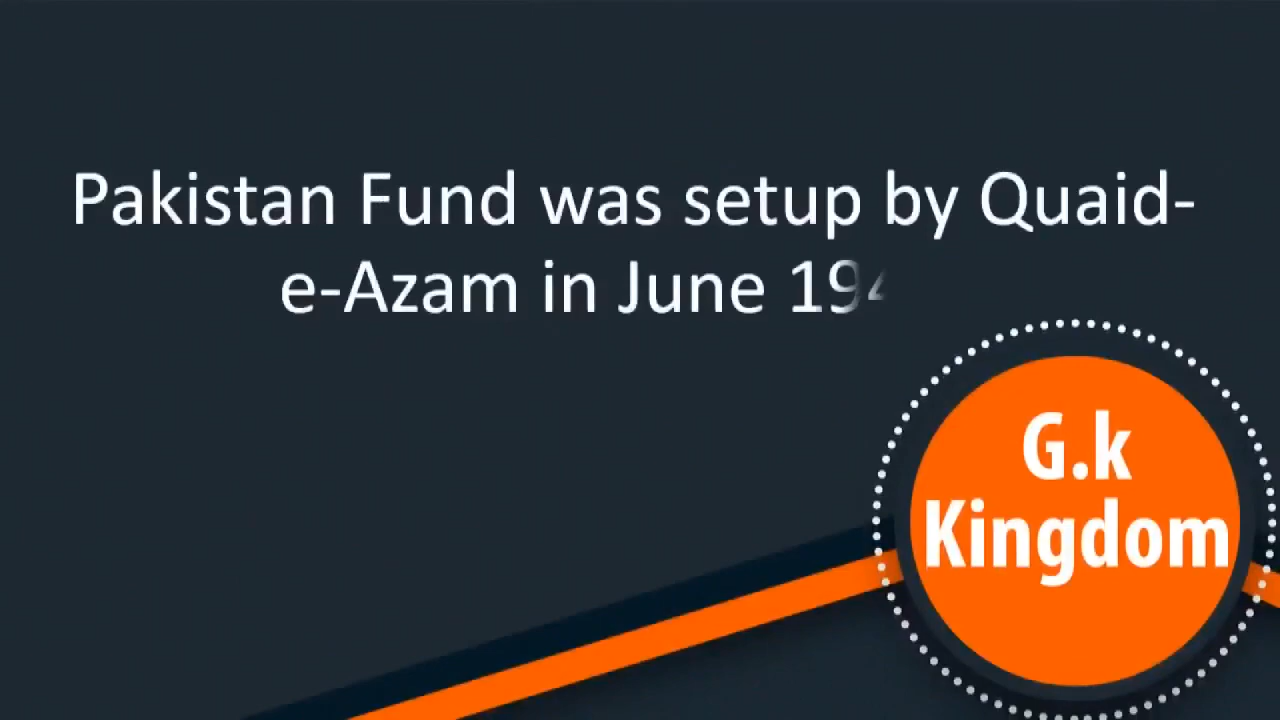 Pakistan Fund was setup by Quaid-
e-Azam in June 194
G.k
Kingdom